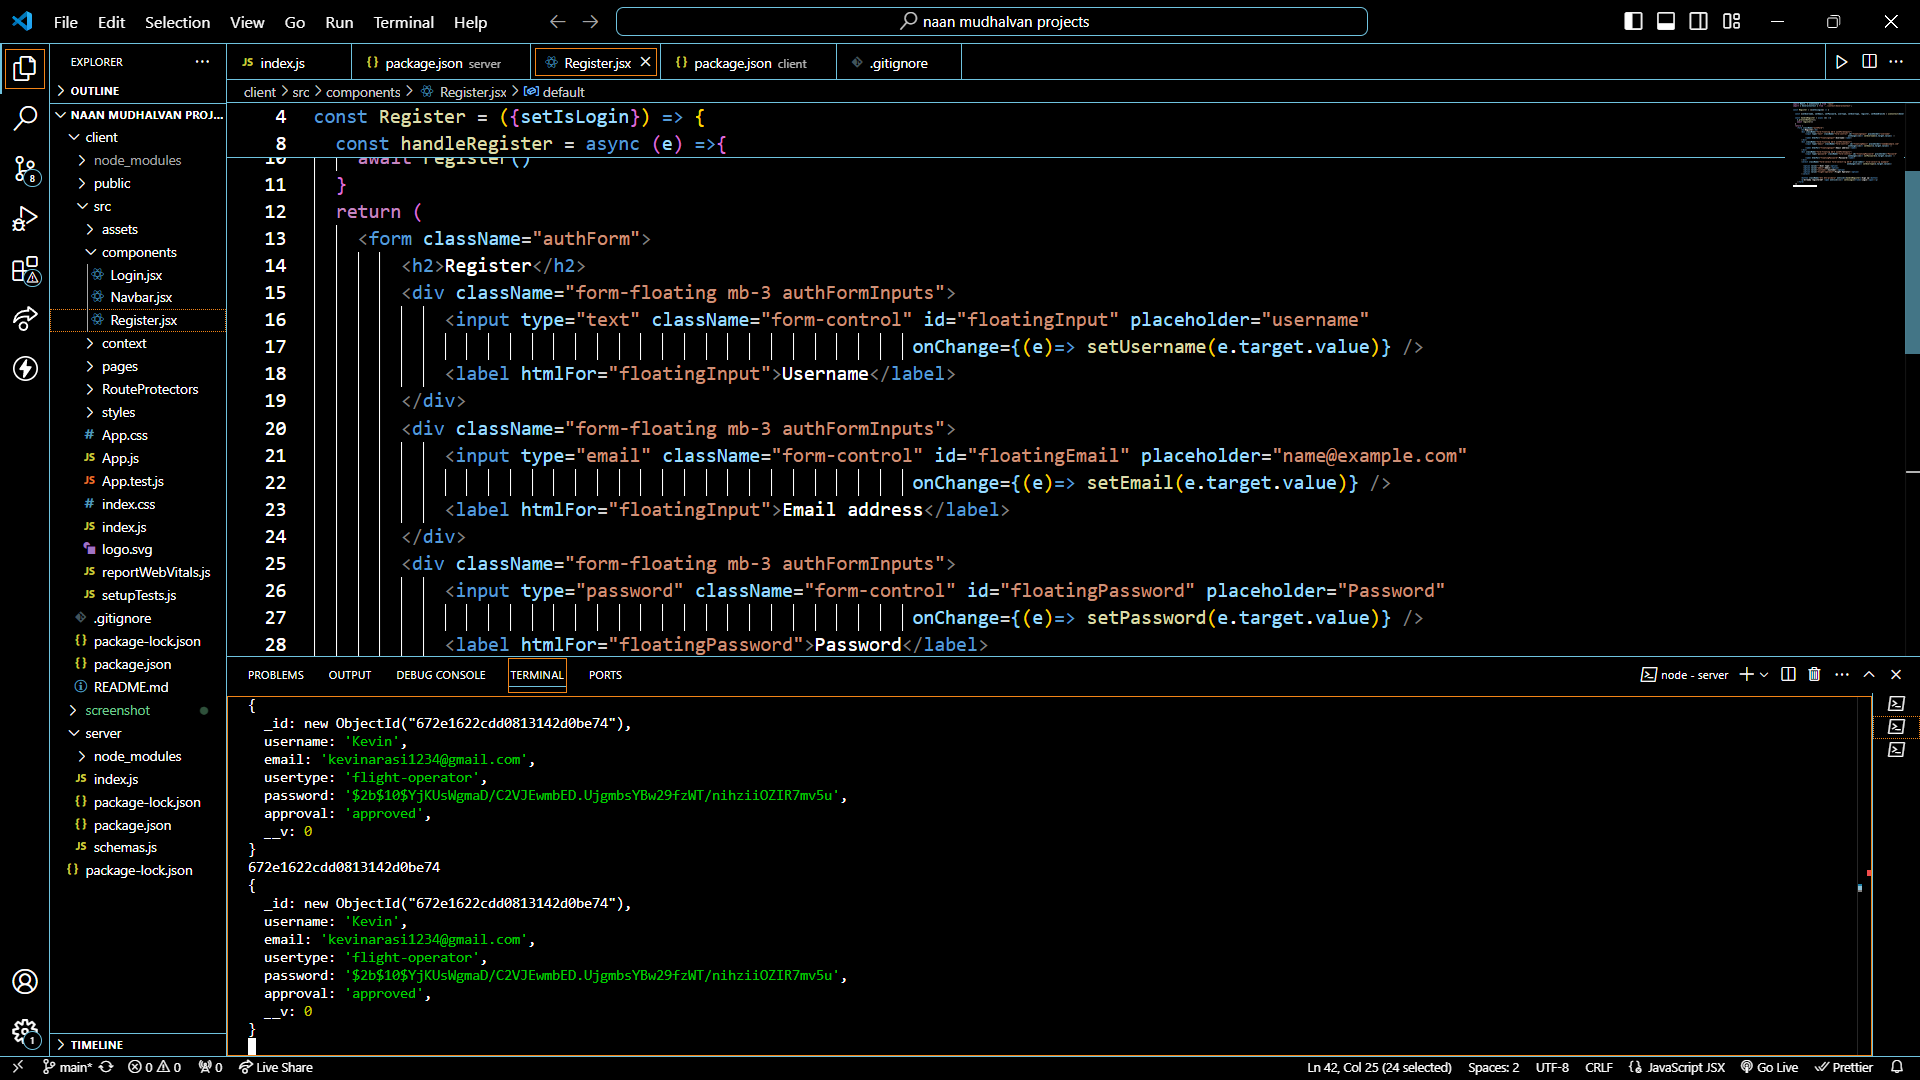 File Edit Selection View Go Run Terminal Help
naan mudhalvan projects
EXPLORER
OUTLINE
NAAN MUDHALVAN PROJ...
client
node_modules
public
src
assets
components
Login.jsx
Navbar.jsx
Register.jsx
context
pages
RouteProtectors
styles
# App.css
JS App.js
JS App.test.js
# index.css
JS index.js
logo.svg
JS reportWebVitals.js
JS setupTests.js
.gitignore
{} package-lock.json
{} package.json
README.md
screenshot
server
node_modules
JS index.js
{} package-lock.json
{} package.json
JS schemas.js
{} package-lock.json
TIMELINE
8
1
JS index.js
{} package.json server
Register.jsx
{} package.json client
.gitignore
client > src > components > Register.jsx > default
4 const Register = ({setIsLogin}) => {
8 const handleRegister = async (e) =>{
10 await register()
11 }
12 return (
13 <form className="authForm">
14 <h2>Register</h2>
15 <div className="form-floating mb-3 authFormInputs">
16 <input type="text" className="form-control" id="floatingInput" placeholder="username"
17 onChange={(e)=> setUsername(e.target.value)} />
18 <label htmlFor="floatingInput">Username</label>
19 </div>
20 <div className="form-floating mb-3 authFormInputs">
21 <input type="email" className="form-control" id="floatingEmail" placeholder="name@example.com"
22 onChange={(e)=> setEmail(e.target.value)} />
23 <label htmlFor="floatingInput">Email address</label>
24 </div>
25 <div className="form-floating mb-3 authFormInputs">
26 <input type="password" className="form-control" id="floatingPassword" placeholder="Password"
27 onChange={(e)=> setPassword(e.target.value)} />
28 <label htmlFor="floatingPassword">Password</label>
PROBLEMS OUTPUT DEBUG CONSOLE TERMINAL PORTS
node - server
{
_id: new ObjectId("672e1622cdd0813142d0be74"),
username: 'Kevin',
email: 'kevinarasi1234@gmail.com',
usertype: 'flight-operator',
password: '$2b$10$YjKUsWgmaD/C2VJEwmbED.UjgmbsYBw29fzWT/nihziiOZIR7mv5u',
approval: 'approved',
__v: 0
}
672e1622cdd0813142d0be74
{
_id: new ObjectId("672e1622cdd0813142d0be74"),
username: 'Kevin',
email: 'kevinarasi1234@gmail.com',
usertype: 'flight-operator',
password: '$2b$10$YjKUsWgmaD/C2VJEwmbED.UjgmbsYBw29fzWT/nihziiOZIR7mv5u',
approval: 'approved',
__v: 0
}
main* 0 0 0 Live Share
Ln 42, Col 25 (24 selected) Spaces: 2 UTF-8 CRLF {} JavaScript JSX Go Live Prettier